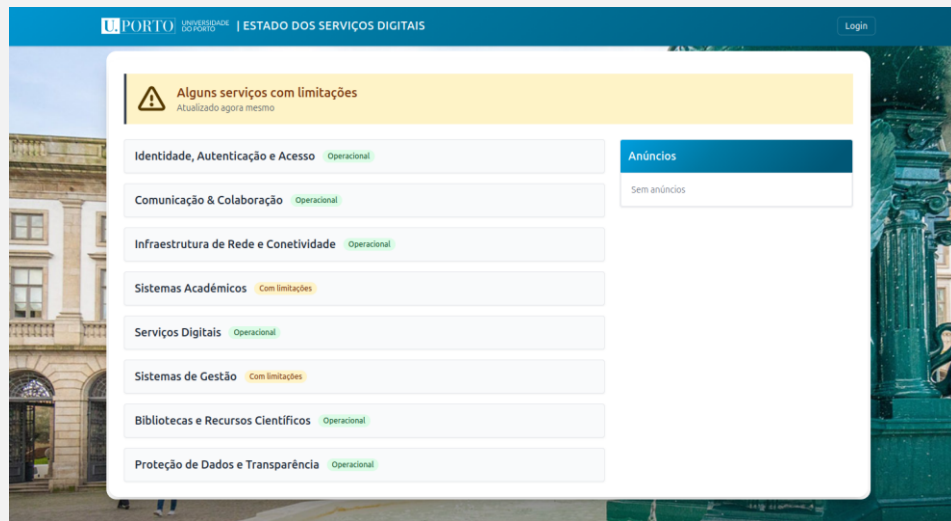 U.PORTO UNIVERSIDADE DO PORTO | ESTADO DOS SERVIÇOS DIGITAIS
Login
Alguns serviços com limitações
Atualizado agora mesmo
Identidade, Autenticação e Acesso Operacional
Comunicação & Colaboração Operacional
Infraestrutura de Rede e Conetividade Operacional
Sistemas Académicos Com limitações
Serviços Digitais Operacional
Sistemas de Gestão Com limitações
Bibliotecas e Recursos Científicos Operacional
Proteção de Dados e Transparência Operacional
Anúncios
Sem anúncios